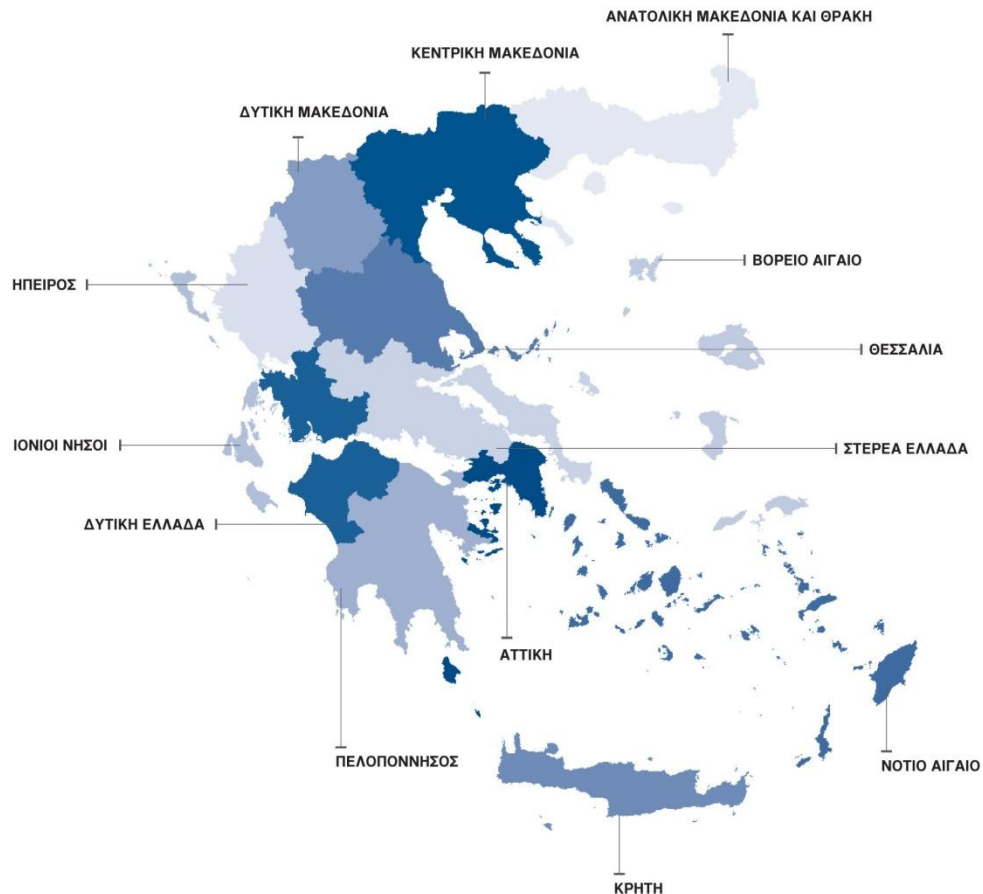 ΑΝΑΤΟΛΙΚΗ ΜΑΚΕΔΟΝΙΑ ΚΑΙ ΘΡΑΚΗ
ΚΕΝΤΡΙΚΗ ΜΑΚΕΔΟΝΙΑ
ΔΥΤΙΚΗ ΜΑΚΕΔΟΝΙΑ
ΒΟΡΕΙΟ ΑΙΓΑΙΟ
ΗΠΕΙΡΟΣ
ΘΕΣΣΑΛΙΑ
ΙΟΝΙΟΙ ΝΗΣΟΙ
ΣΤΕΡΕΑ ΕΛΛΑΔΑ
ΔΥΤΙΚΗ ΕΛΛΑΔΑ
ΑΤΤΙΚΗ
ΠΕΛΟΠΟΝΝΗΣΟΣ
ΝΟΤΙΟ ΑΙΓΑΙΟ
ΚΡΗΤΗ